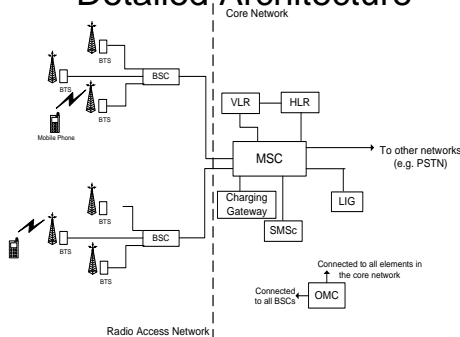 Detailed Architecture
Core Network
BTS
BTS
BSC
BTS
Mobile Phone
VLR
HLR
MSC
To other networks
(e.g. PSTN)
Charging
Gateway
LIG
SMSc
BTS
BTS
BSC
BTS
Connected to all elements in
the core network
Connected
to all BSCs
OMC
Radio Access Network